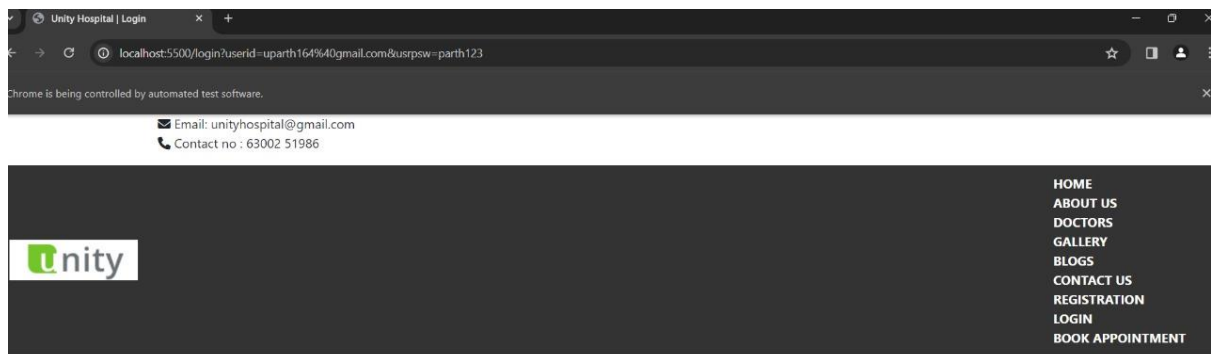 Unity Hospital | Login
localhost:5500/login?userid=uparth164%40gmail.com&usrpsw=parth123
Chrome is being controlled by automated test software.
Email: unityhospital@gmail.com
Contact no : 63002 51986
unity
HOME
ABOUT US
DOCTORS
GALLERY
BLOGS
CONTACT US
REGISTRATION
LOGIN
BOOK APPOINTMENT